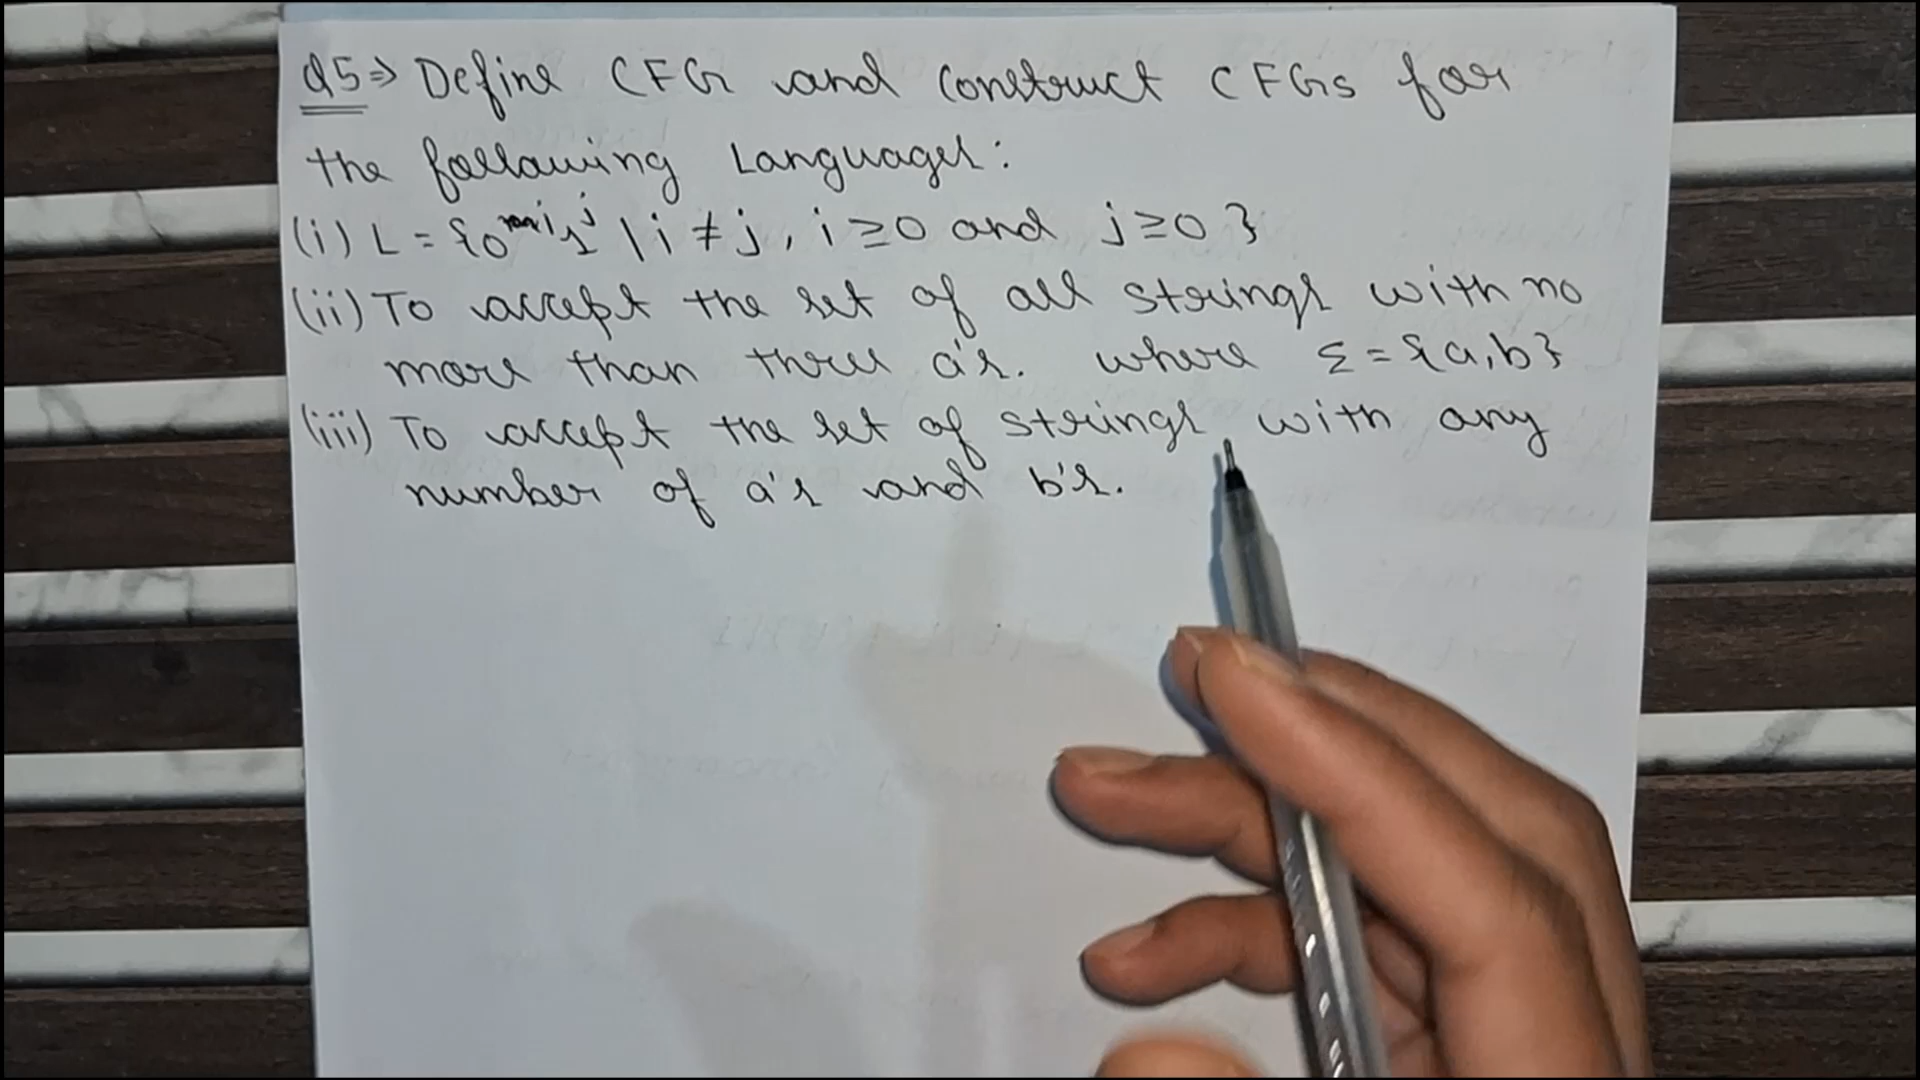 Q5⇒ Define CFG and Construct CFGs for
the following Languages:
(i) L = {0ⁱ1ʲ | i ≠ j, i ≥ 0 and j ≥ 0 }
(ii) To accept the set of all strings with no
more than three a's. where Σ = {a, b}
(iii) To accept the set of strings with any
number of a's and b's.